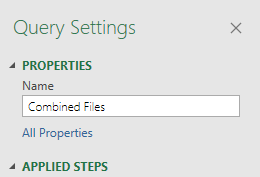 Query Settings
PROPERTIES
Name
Combined Files
All Properties
APPLIED STEPS